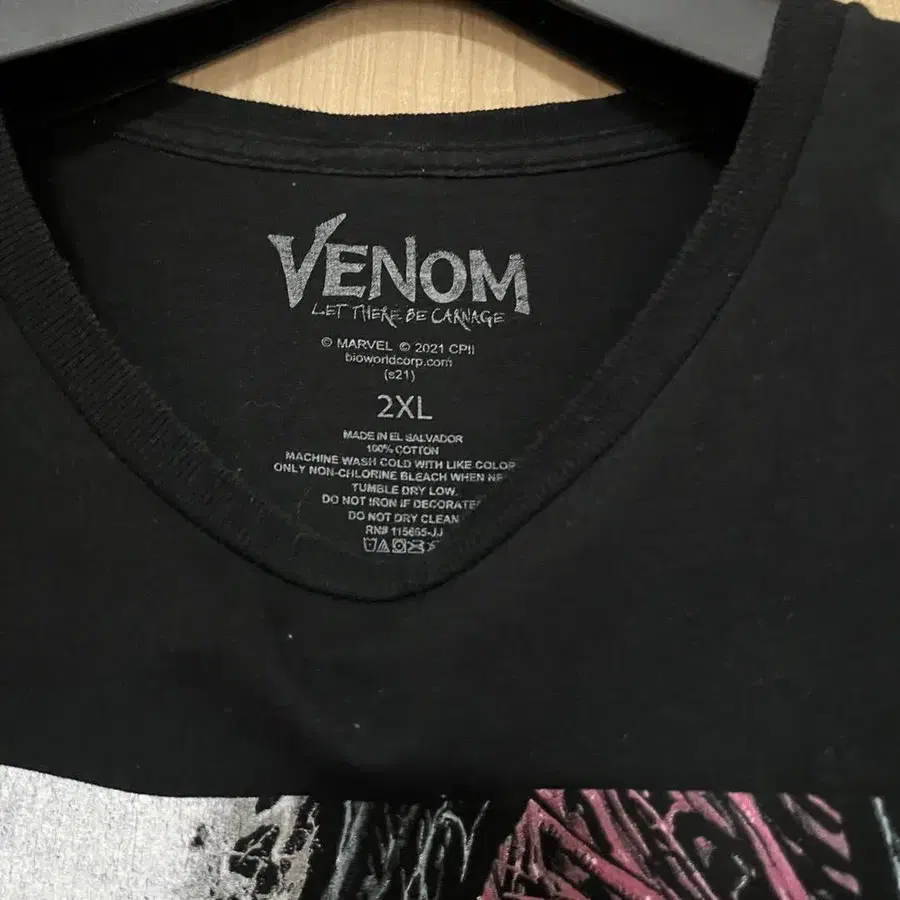 VENOM
LET THERE BE CARNAGE
© MARVEL © 2021 CPII
bioworldcorp.com
(s21)
2XL
MADE IN EL SALVADOR
100% COTTON
MACHINE WASH COLD WITH LIKE COLOR
ONLY NON-CHLORINE BLEACH WHEN NE
TUMBLE DRY LOW.
DO NOT IRON IF DECORATE
DO NOT DRY CLEAN
RN# 115665-JJ